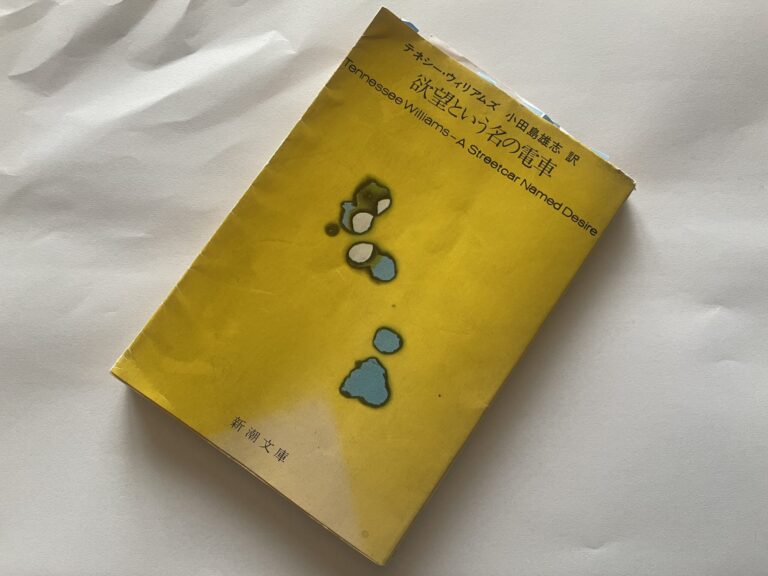 テネシー・ウィリアムズ 小田島雄志 訳
欲望という名の電車
Tennessee Williams—A Streetcar Named Desire
新潮文庫